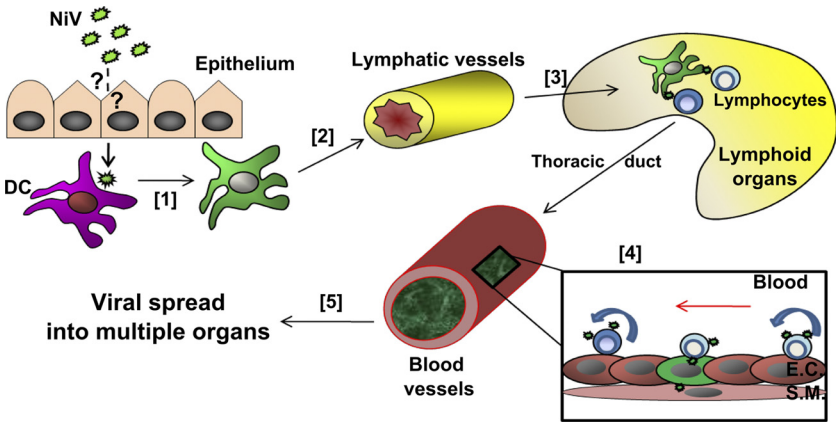 NiV
?
?
Epithelium
DC
[1]
[2]
Lymphatic vessels
[3]
Lymphocytes
Lymphoid
organs
Thoracic duct
[4]
Blood
E.C.
S.M.
Blood
vessels
[5]
Viral spread
into multiple organs